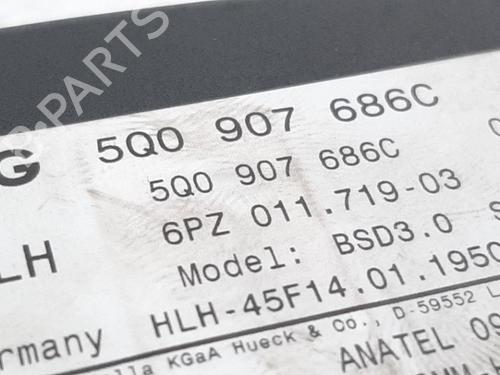 PARTS
G 5Q0 907 686C
5Q0 907 686C
6PZ 011.719-03
LH Model: BSD3.0
HLH-45F14.01.1950
rmany
lla KGaA Hueck & Co., D-59552 L
ANATEL